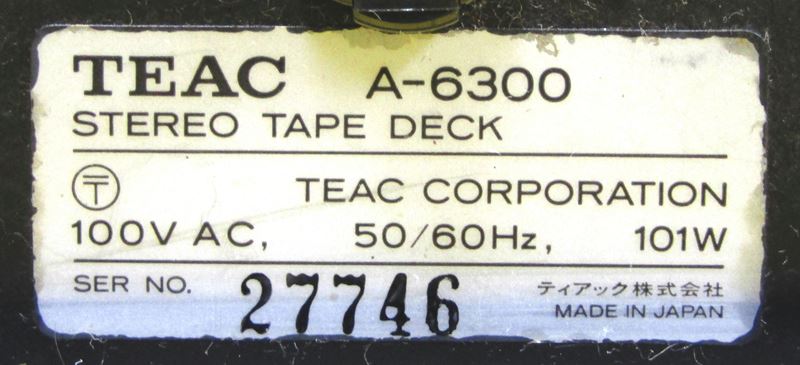 TEAC A-6300
STEREO TAPE DECK
〒 TEAC CORPORATION
100V AC, 50/60Hz, 101W
SER NO. 27746 ティアック株式会社
MADE IN JAPAN